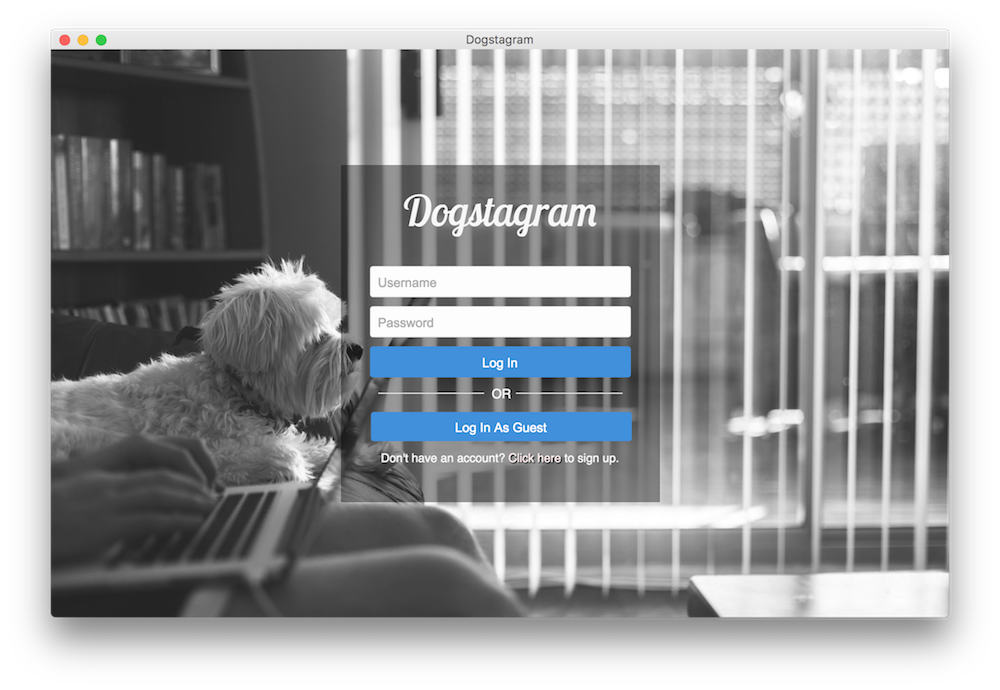 Dogstagram
Dogstagram
Username
Password
Log In
OR
Log In As Guest
Don't have an account? Click here to sign up.